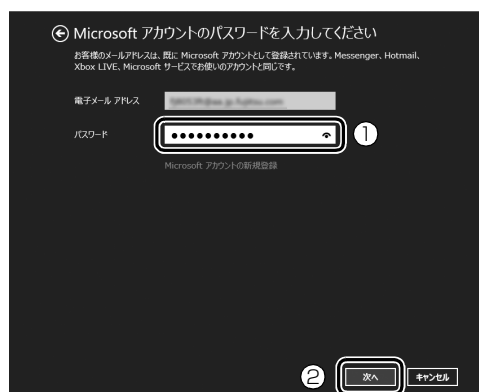 Microsoft アカウントのパスワードを入力してください
お客様のメールアドレスは、既に Microsoft アカウントとして登録されています。Messenger、Hotmail、
Xbox LIVE、Microsoft サービスでお使いのアカウントと同じです。
電子メール アドレス
パスワード ●●●●●●●●●● ①
Microsoft アカウントの新規登録
② 次へ キャンセル